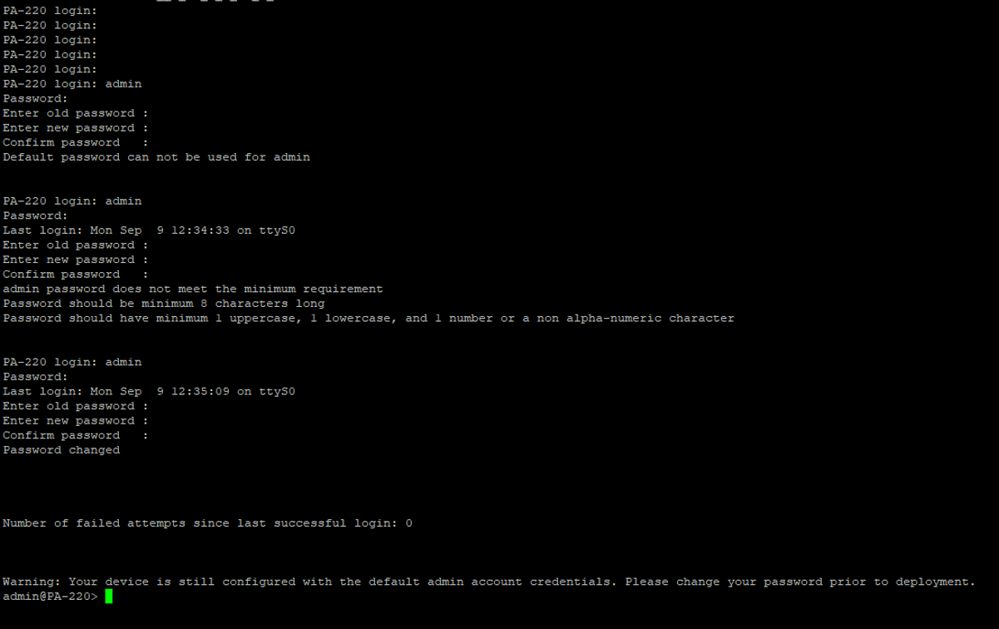 PA-220 login:
PA-220 login:
PA-220 login:
PA-220 login:
PA-220 login:
PA-220 login: admin
Password:
Enter old password :
Enter new password :
Confirm password   :
Default password can not be used for admin
PA-220 login: admin
Password:
Last login: Mon Sep  9 12:34:33 on ttyS0
Enter old password :
Enter new password :
Confirm password   :
admin password does not meet the minimum requirement
Password should be minimum 8 characters long
Password should have minimum 1 uppercase, 1 lowercase, and 1 number or a non alpha-numeric character
PA-220 login: admin
Password:
Last login: Mon Sep  9 12:35:09 on ttyS0
Enter old password :
Enter new password :
Confirm password   :
Password changed
Number of failed attempts since last successful login: 0
Warning: Your device is still configured with the default admin account credentials. Please change your password prior to deployment.
admin@PA-220>